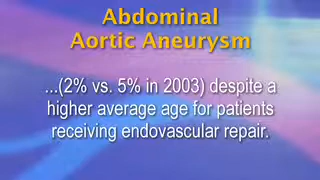 Abdominal
Aortic Aneurysm
...(2% vs. 5% in 2003) despite a
higher average age for patients
receiving endovascular repair.